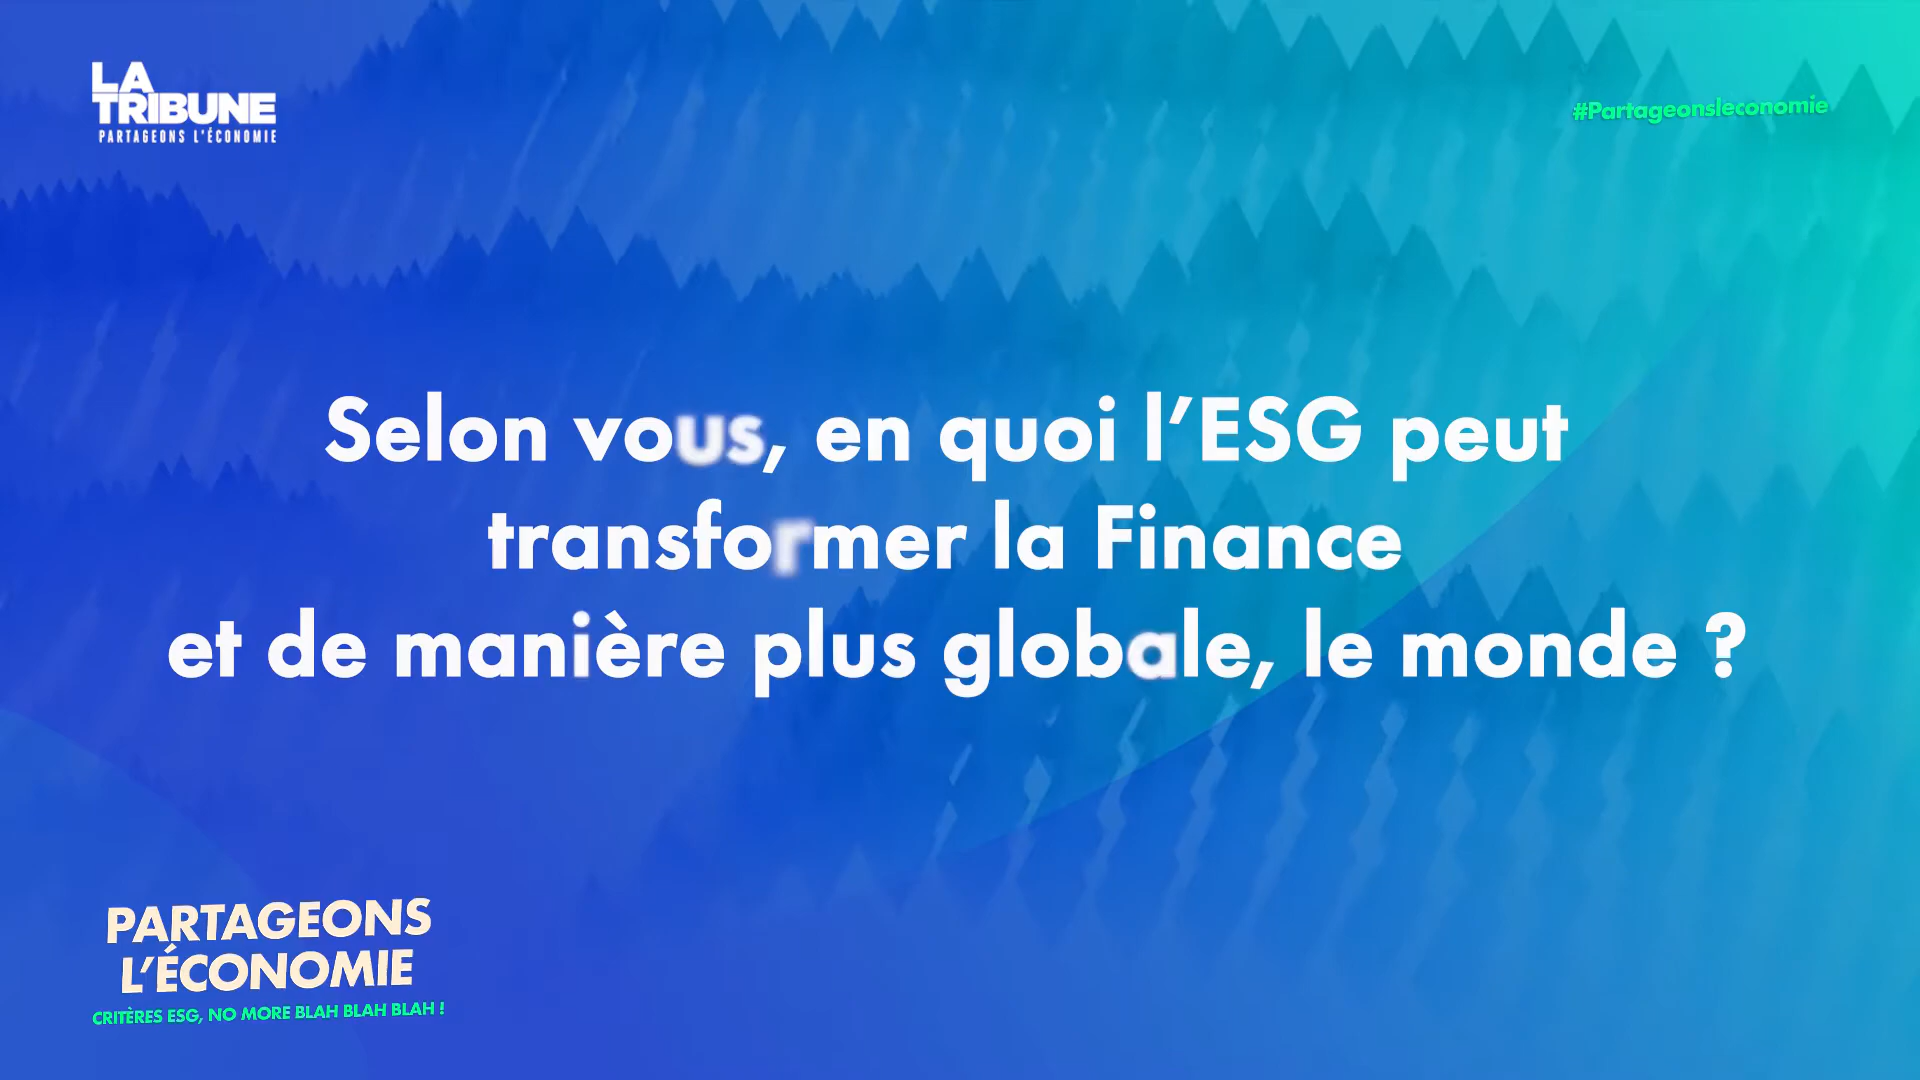 LA
TRIBUNE
PARTAGEONS L'ÉCONOMIE
#Partageonsleconomie
Selon vous, en quoi l’ESG peut
transformer la Finance
et de manière plus globale, le monde ?
PARTAGEONS
L’ÉCONOMIE
CRITÈRES ESG, NO MORE BLAH BLAH BLAH !